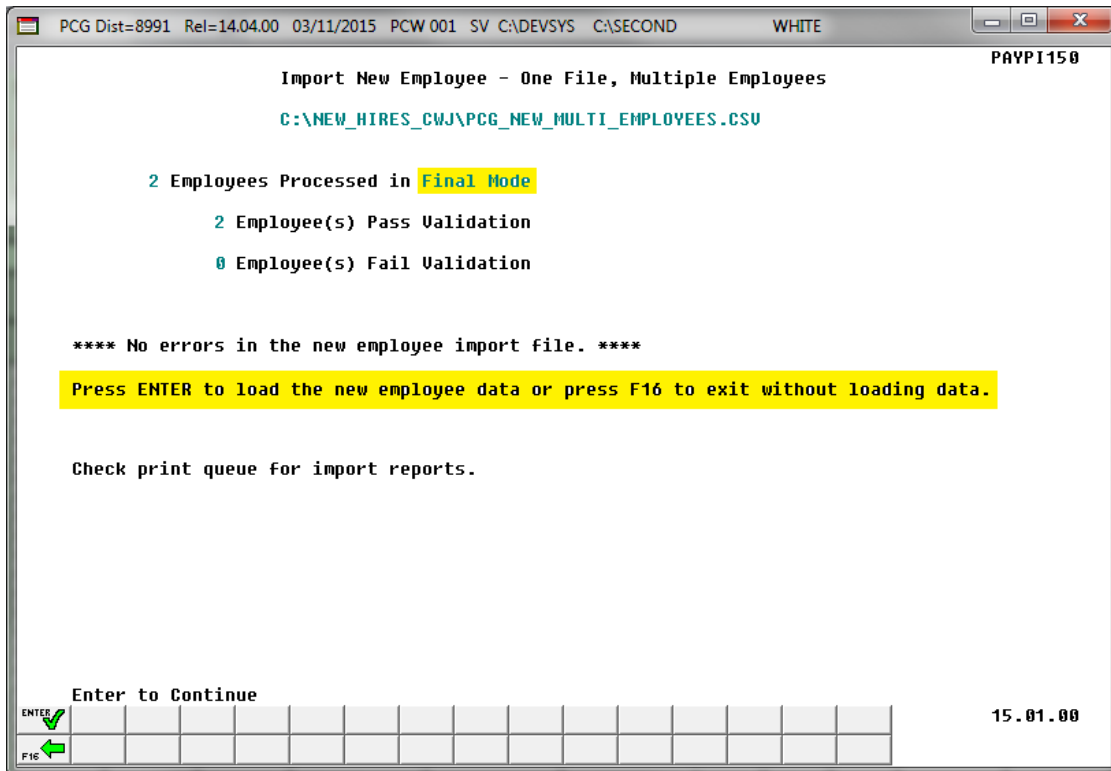 PCG Dist=8991 Rel=14.04.00 03/11/2015 PCW 001 SV C:\DEVSYS C:\SECOND WHITE
PAYPI150
Import New Employee - One File, Multiple Employees
C:\NEW_HIRES_CWJ\PCG_NEW_MULTI_EMPLOYEES.CSV
2 Employees Processed in Final Mode
2 Employee(s) Pass Validation
0 Employee(s) Fail Validation
**** No errors in the new employee import file. ****
Press ENTER to load the new employee data or press F16 to exit without loading data.
Check print queue for import reports.
Enter to Continue
ENTER
15.01.00
F16